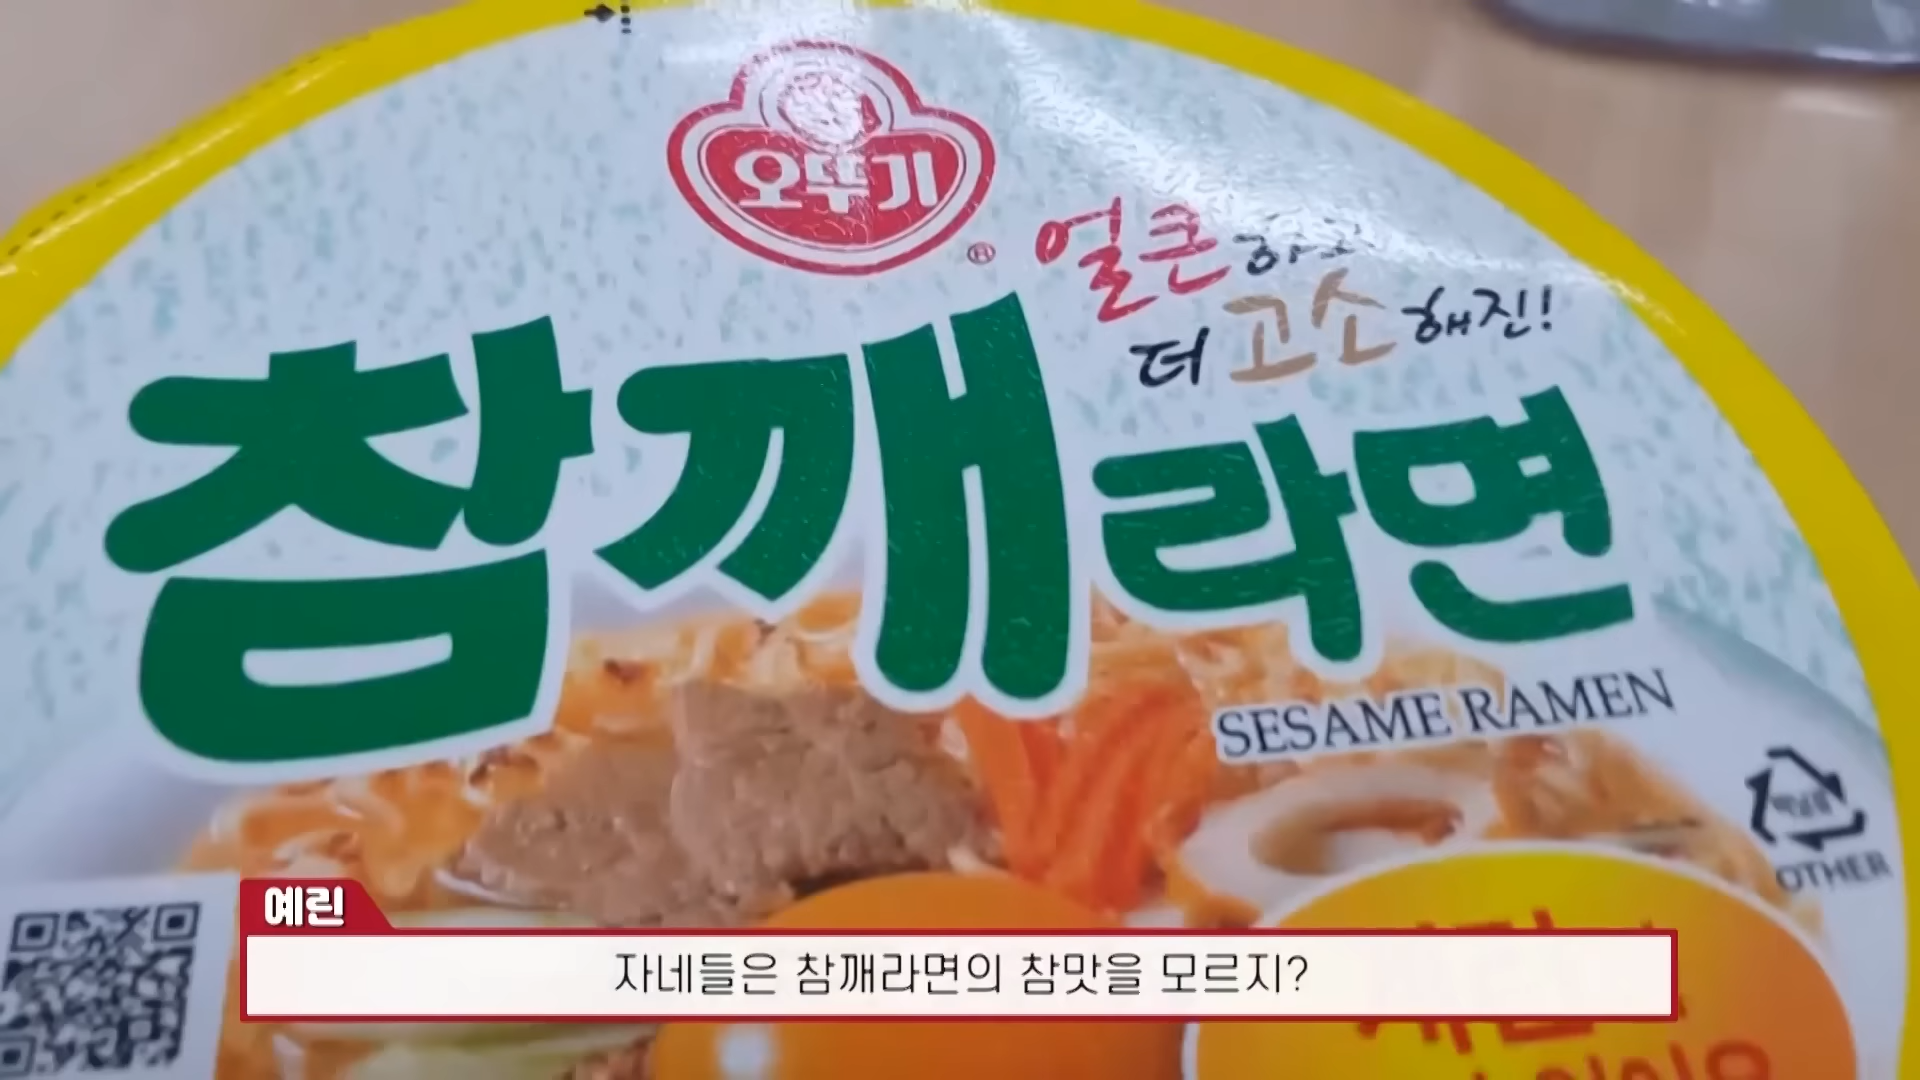 오뚜기
®
얼큰하고
더 고소해진!
참깨라면
SESAME RAMEN
OTHER
예린
자네들은 참깨라면의 참맛을 모르지?